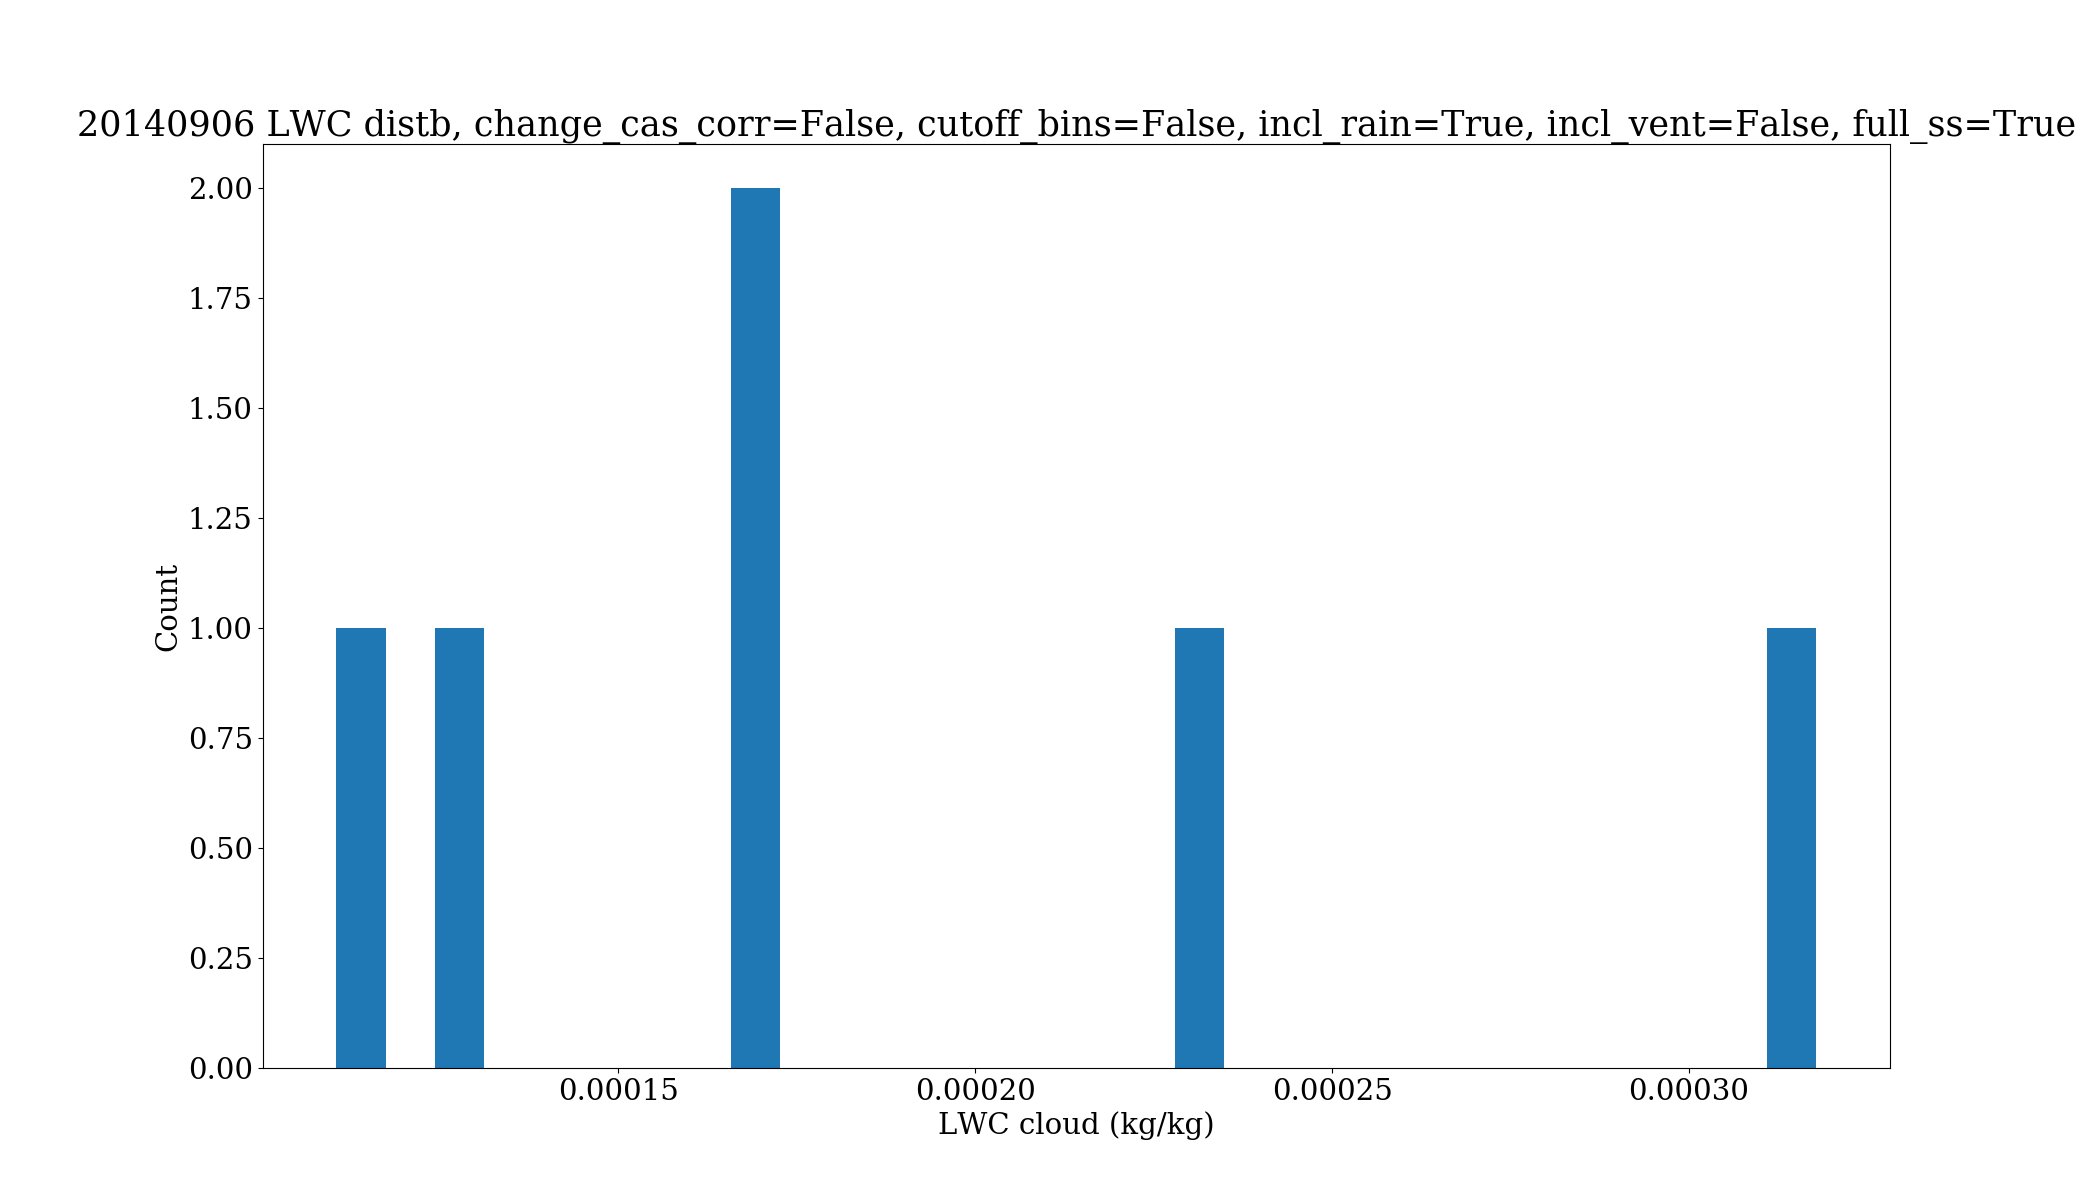 20140906 LWC distb, change_cas_corr=False, cutoff_bins=False, incl_rain=True, incl_vent=False, full_ss=True
2.00
1.75
1.50
1.25
1.00
0.75
0.50
0.25
0.00
Count
0.00015 0.00020 0.00025 0.00030
LWC cloud (kg/kg)